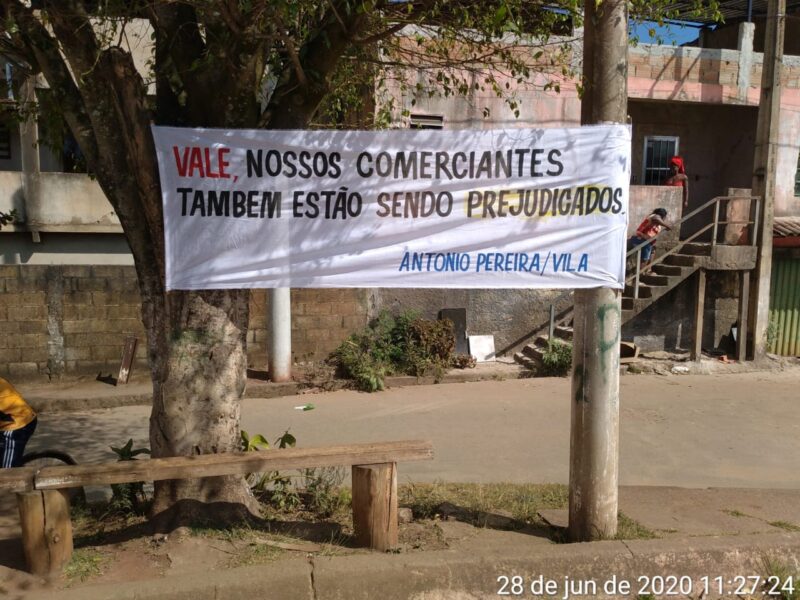 VALE, NOSSOS COMERCIANTES
TAMBEM ESTÃO SENDO PREJUDICADOS.
ANTONIO PEREIRA/VILA
28 de jun de 2020 11:27:24